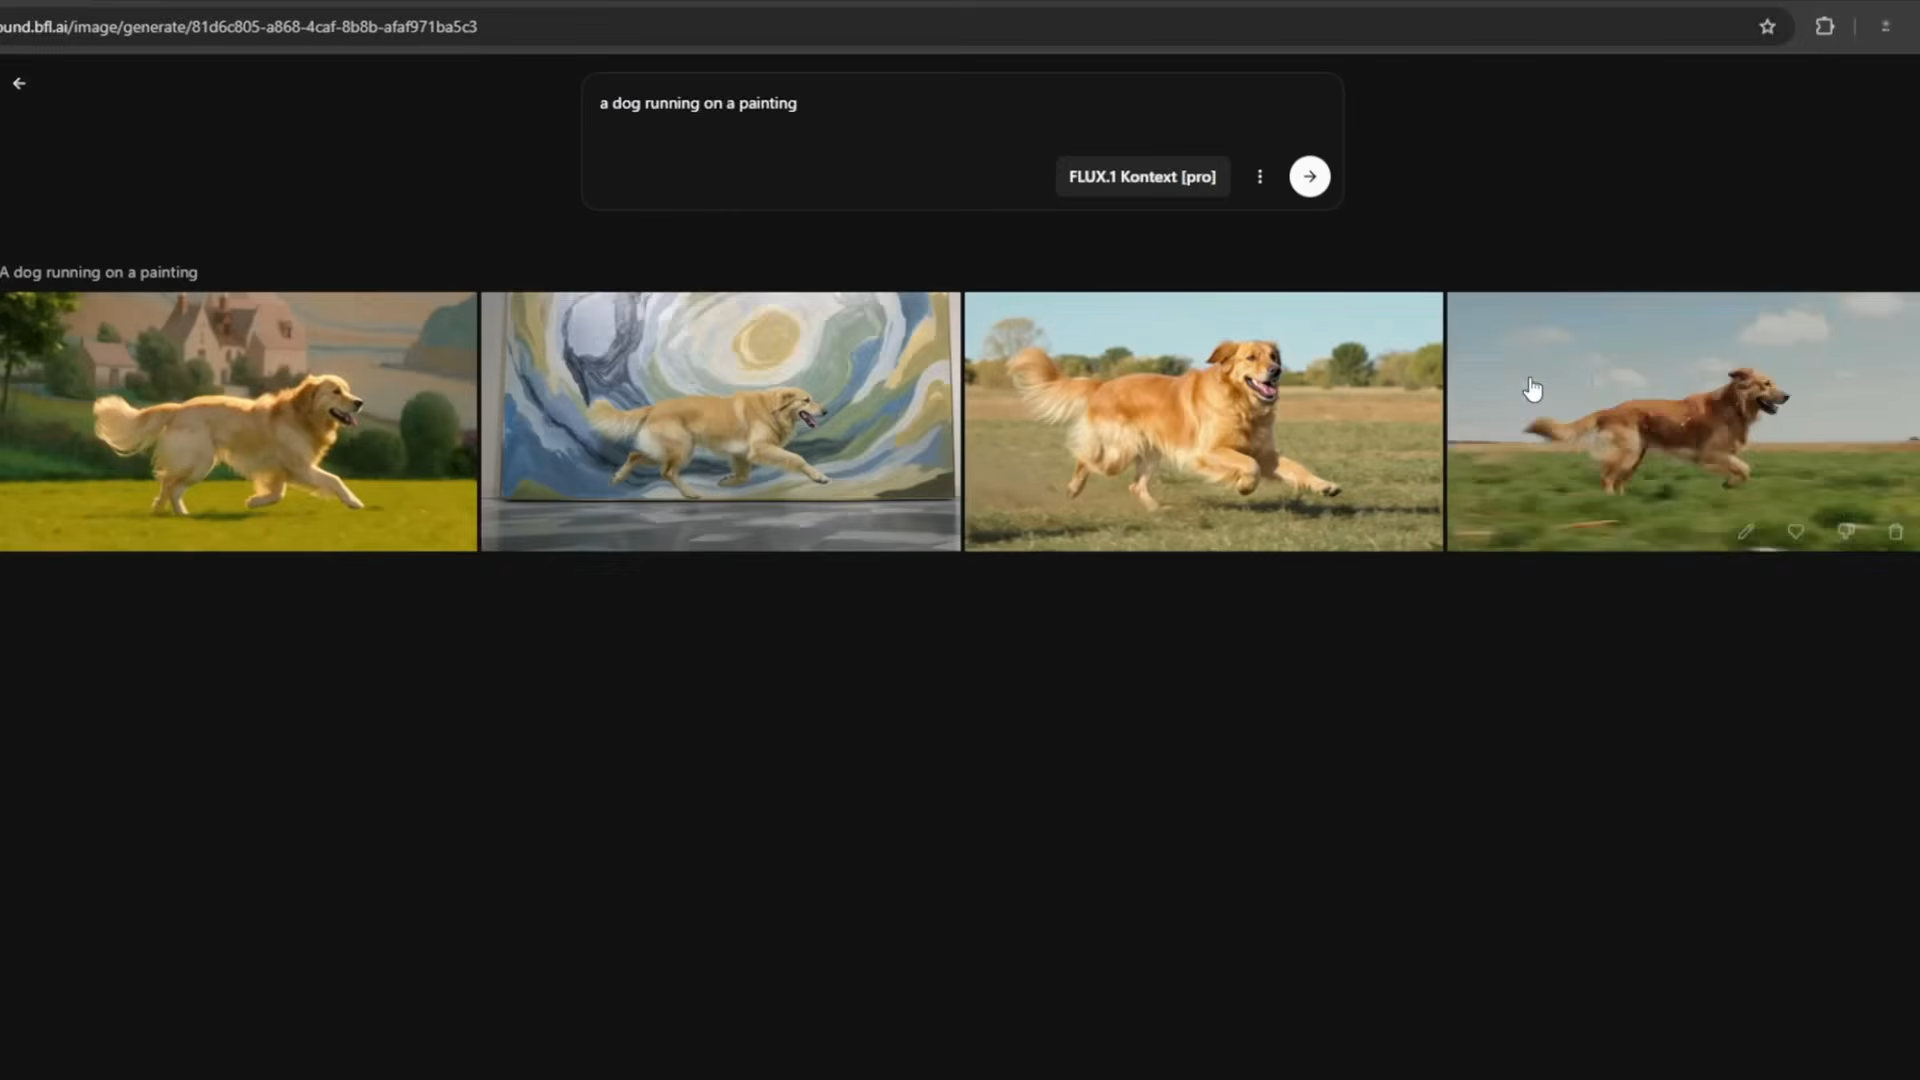 ound.bfl.ai/image/generate/81d6c805-a868-4caf-8b8b-afaf971ba5c3
a dog running on a painting
FLUX.1 Kontext [pro]
A dog running on a painting